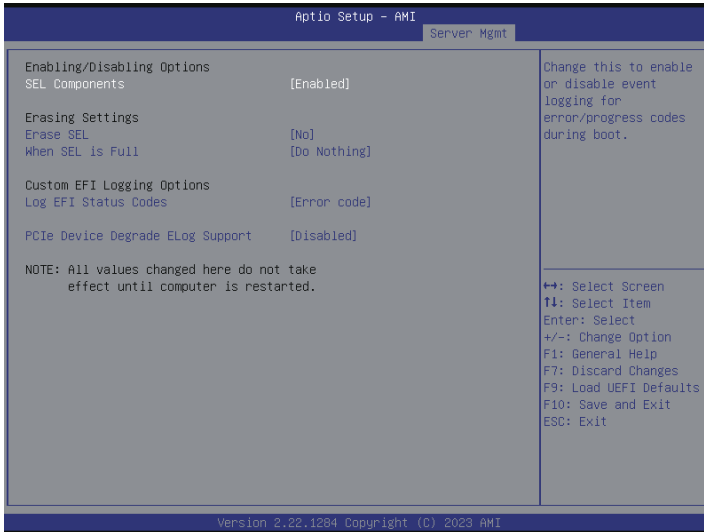 Aptio Setup - AMI
Server Mgmt
Enabling/Disabling Options
SEL Components [Enabled]
Erasing Settings
Erase SEL [No]
When SEL is Full [Do Nothing]
Custom EFI Logging Options
Log EFI Status Codes [Error code]
PCIe Device Degrade ELog Support [Disabled]
NOTE: All values changed here do not take
effect until computer is restarted.
Change this to enable
or disable event
logging for
error/progress codes
during boot.
↔: Select Screen
↑↓: Select Item
Enter: Select
+/-: Change Option
F1: General Help
F7: Discard Changes
F9: Load UEFI Defaults
F10: Save and Exit
ESC: Exit
Version 2.22.1284 Copyright (C) 2023 AMI